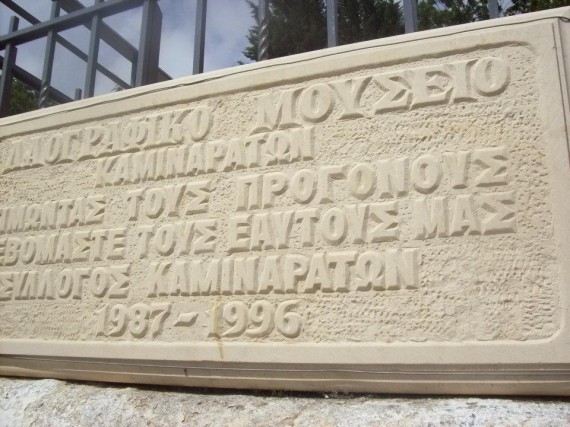 ΛΑΟΓΡΑΦΙΚΟ ΜΟΥΣΕΙΟ
ΚΑΜΙΝΑΡΑΤΩΝ
ΙΜΩΝΤΑΣ ΤΟΥΣ ΠΡΟΓΟΝΟΥΣ
ΕΒΟΜΑΣΤΕ ΤΟΥΣ ΕΑΥΤΟΥΣ ΜΑΣ
ΣΥΛΛΟΓΟΣ ΚΑΜΙΝΑΡΑΤΩΝ
1987-1996